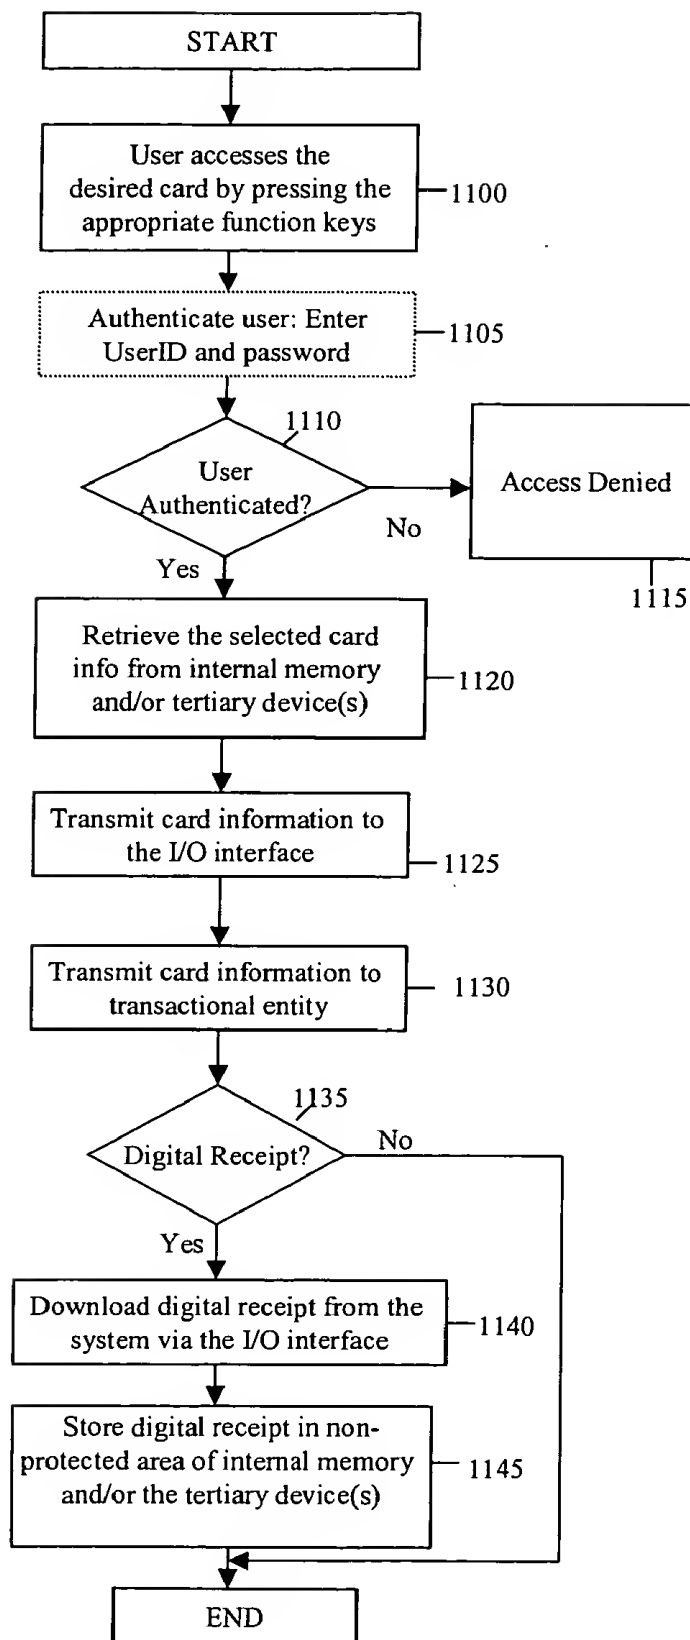 START
User accesses the
desired card by pressing the
appropriate function keys
1100
Authenticate user: Enter
UserID and password
1105
1110
User
Authenticated?
No
Access Denied
1115
Yes
Retrieve the selected card
info from internal memory
and/or tertiary device(s)
1120
Transmit card information to
the I/O interface
1125
Transmit card information to
transactional entity
1130
1135
Digital Receipt?
No
Yes
Download digital receipt from the
system via the I/O interface
1140
Store digital receipt in non-
protected area of internal memory
and/or the tertiary device(s)
1145
END